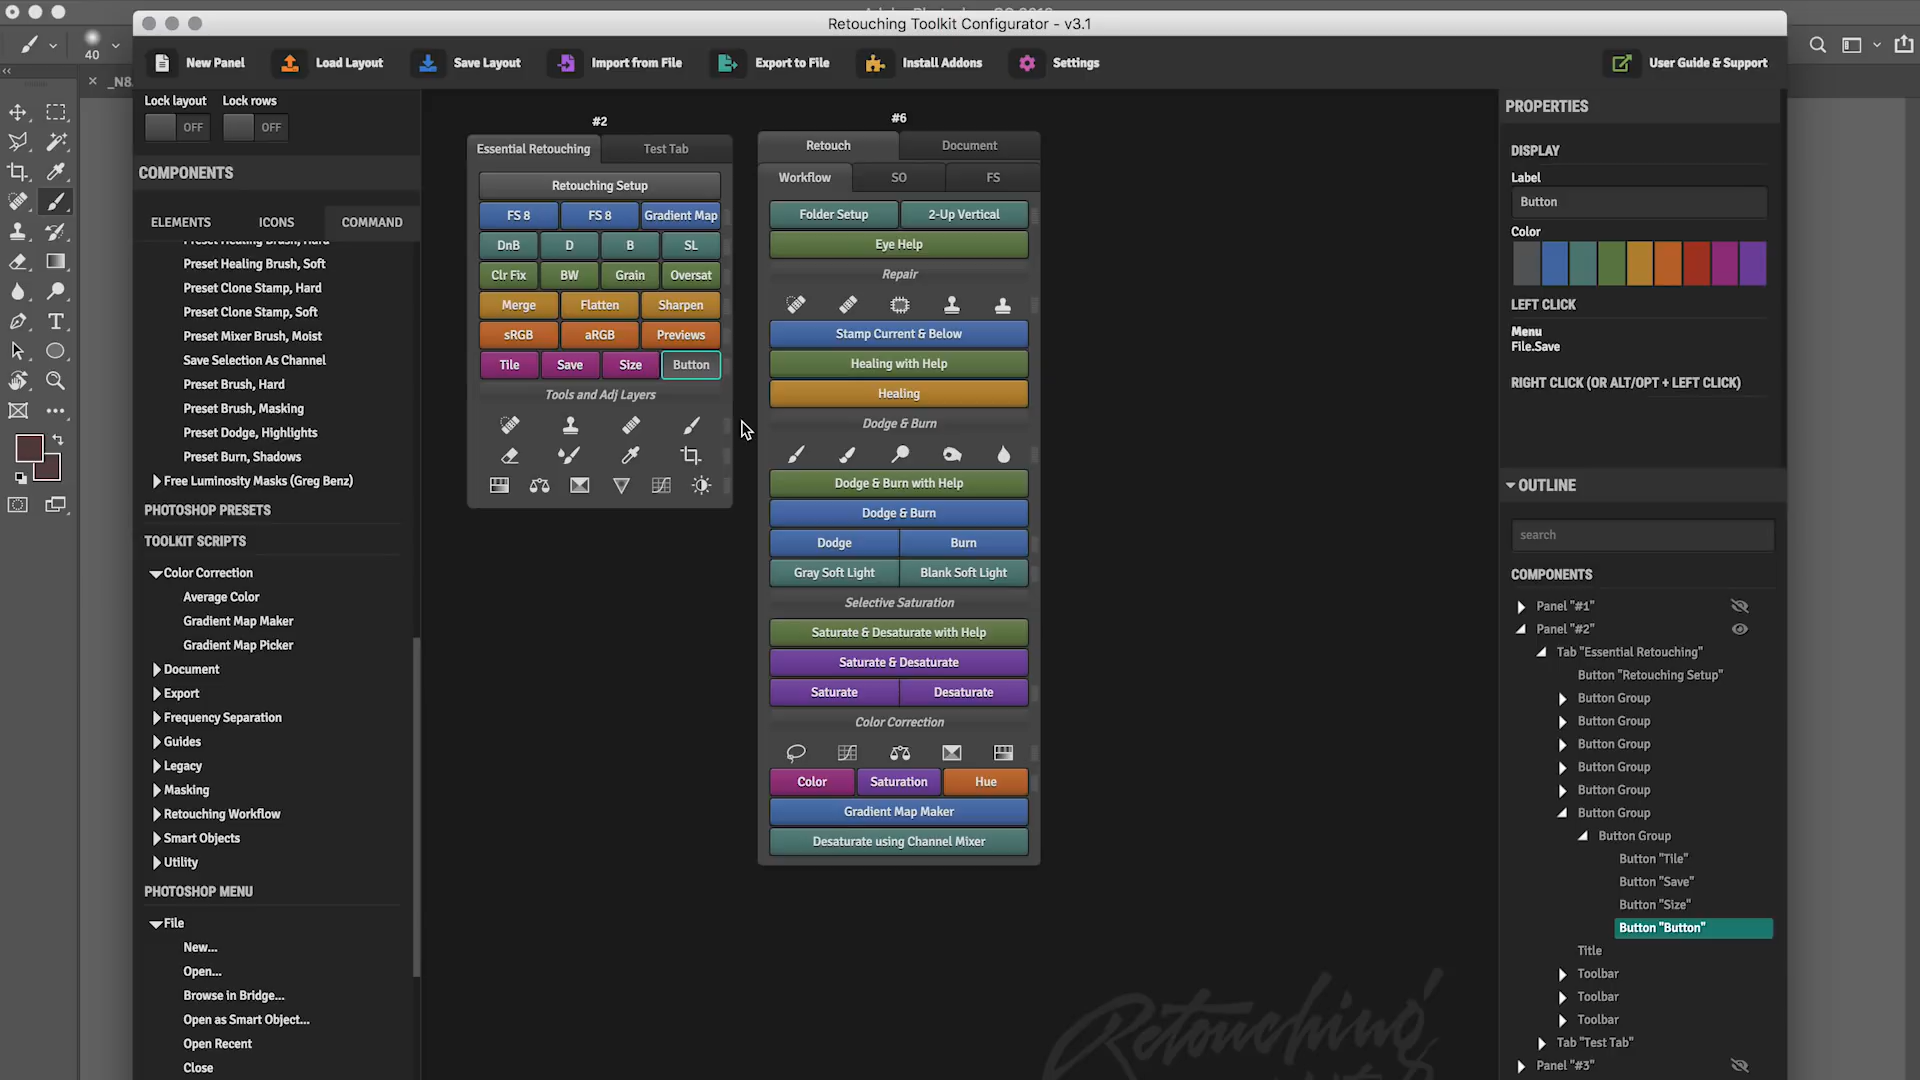 Retouching Toolkit Configurator - v3.1
40
_N8
New Panel
Load Layout
Save Layout
Import from File
Export to File
Install Addons
Settings
User Guide & Support
Lock layout
Lock rows
OFF
OFF
COMPONENTS
ELEMENTS
ICONS
COMMAND
Preset Healing Brush, Hard
Preset Healing Brush, Soft
Preset Clone Stamp, Hard
Preset Clone Stamp, Soft
Preset Mixer Brush, Moist
Save Selection As Channel
Preset Brush, Hard
Preset Brush, Masking
Preset Dodge, Highlights
Preset Burn, Shadows
Free Luminosity Masks (Greg Benz)
PHOTOSHOP PRESETS
TOOLKIT SCRIPTS
Color Correction
Average Color
Gradient Map Maker
Gradient Map Picker
Document
Export
Frequency Separation
Guides
Legacy
Masking
Retouching Workflow
Smart Objects
Utility
PHOTOSHOP MENU
File
New...
Open...
Browse in Bridge...
Open as Smart Object...
Open Recent
Close
#2
Essential Retouching
Test Tab
Retouching Setup
FS 8
FS 8
Gradient Map
DnB
D
B
SL
Clr Fix
BW
Grain
Oversat
Merge
Flatten
Sharpen
sRGB
aRGB
Previews
Tile
Save
Size
Button
Tools and Adj Layers
#6
Retouch
Document
Workflow
SO
FS
Folder Setup
2-Up Vertical
Eye Help
Repair
Stamp Current & Below
Healing with Help
Healing
Dodge & Burn
Dodge & Burn with Help
Dodge & Burn
Dodge
Burn
Gray Soft Light
Blank Soft Light
Selective Saturation
Saturate & Desaturate with Help
Saturate & Desaturate
Saturate
Desaturate
Color Correction
Color
Saturation
Hue
Gradient Map Maker
Desaturate using Channel Mixer
Retouching
PROPERTIES
DISPLAY
Label
Button
Color
LEFT CLICK
Menu
File.Save
RIGHT CLICK (OR ALT/OPT + LEFT CLICK)
OUTLINE
search
COMPONENTS
Panel "#1"
Panel "#2"
Tab "Essential Retouching"
Button "Retouching Setup"
Button Group
Button Group
Button Group
Button Group
Button Group
Button Group
Button Group
Button "Tile"
Button "Save"
Button "Size"
Button "Button"
Title
Toolbar
Toolbar
Toolbar
Tab "Test Tab"
Panel "#3"